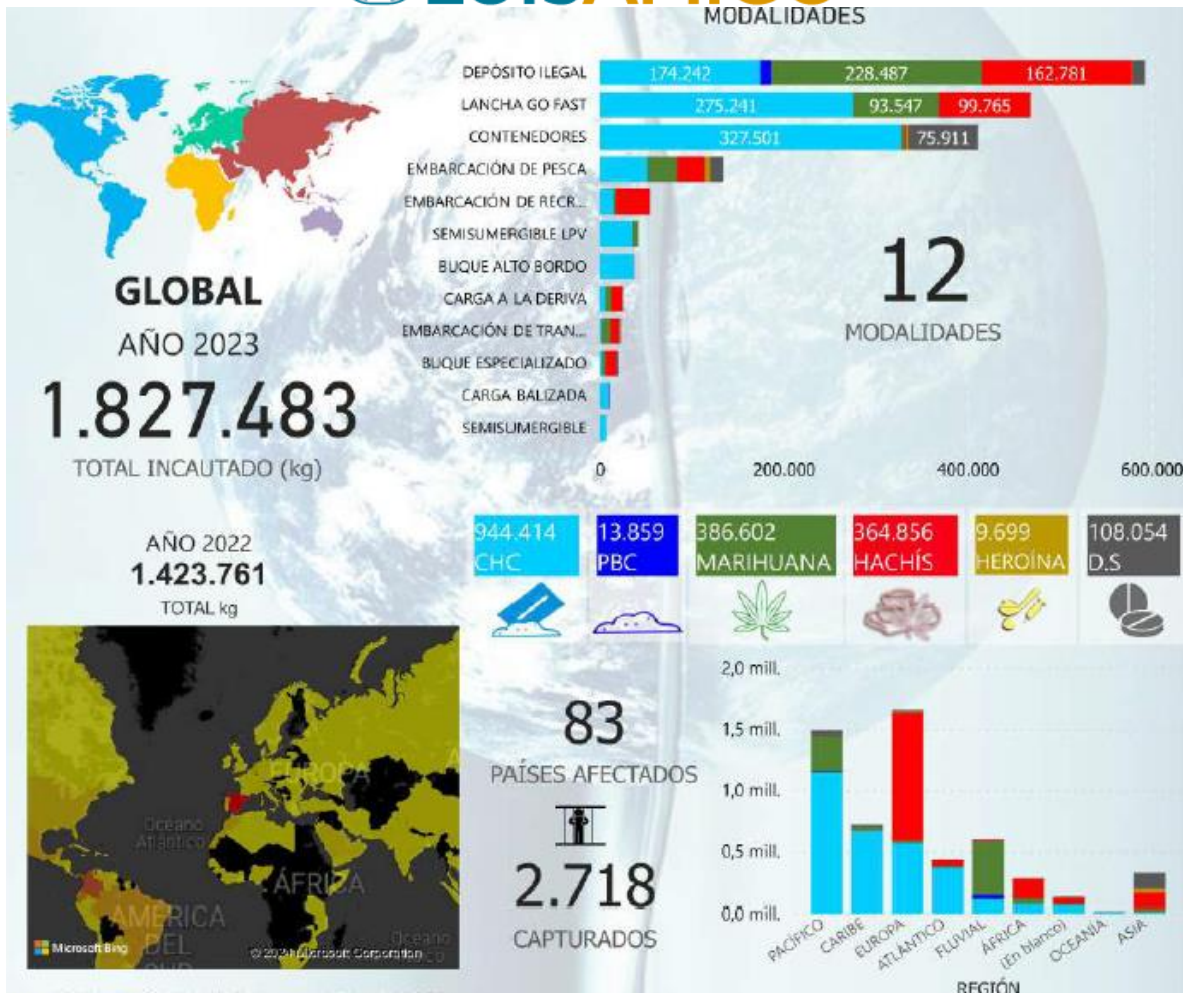 MODALIDADES
DEPÓSITO ILEGAL 174.242 228.487 162.781
LANCHA GO FAST 275.241 93.547 99.765
CONTENEDORES 327.501 75.911
EMBARCACIÓN DE PESCA
EMBARCACIÓN DE RECR...
SEMISUMERGIBLE LPV
BUQUE ALTO BORDO
CARGA A LA DERIVA
EMBARCACIÓN DE TRAN...
BUQUE ESPECIALIZADO
CARGA BALIZADA
SEMISUMERGIBLE
0 200.000 400.000 600.000
12
MODALIDADES
GLOBAL
AÑO 2023
1.827.483
TOTAL INCAUTADO (kg)
AÑO 2022
1.423.761
TOTAL kg
944.414 13.859 386.602 364.856 9.699 108.054
CHC PBC MARIHUANA HACHÍS HEROÍNA D.S
EUROPA
Océano
Atlántico
ÁFRICA
AMÉRICA
DEL
Microsoft Bing
© 2024 Microsoft Corporation
83
PAÍSES AFECTADOS
2.718
CAPTURADOS
2,0 mill.
1,5 mill.
1,0 mill.
0,5 mill.
0,0 mill.
PACÍFICO CARIBE EUROPA ATLÁNTICO FLUVIAL ÁFRICA (En blanco) OCEANÍA ASIA
REGIÓN